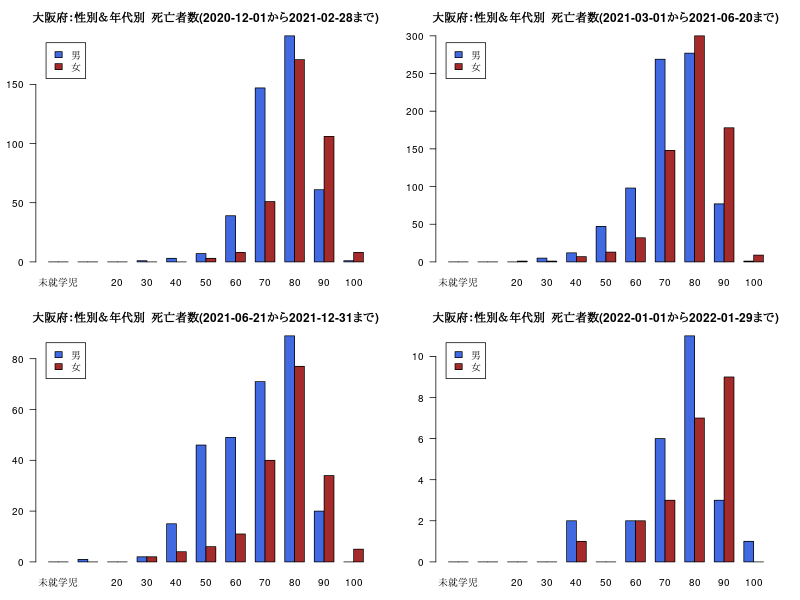 大阪府：性別＆年代別 死亡者数(2020-12-01から2021-02-28まで)
男
女
150
100
50
0
未就学児 20 30 40 50 60 70 80 90 100
大阪府：性別＆年代別 死亡者数(2021-03-01から2021-06-20まで)
男
女
300
250
200
150
100
50
0
未就学児 20 30 40 50 60 70 80 90 100
大阪府：性別＆年代別 死亡者数(2021-06-21から2021-12-31まで)
男
女
80
60
40
20
0
未就学児 20 30 40 50 60 70 80 90 100
大阪府：性別＆年代別 死亡者数(2022-01-01から2022-01-29まで)
男
女
10
8
6
4
2
0
未就学児 20 30 40 50 60 70 80 90 100